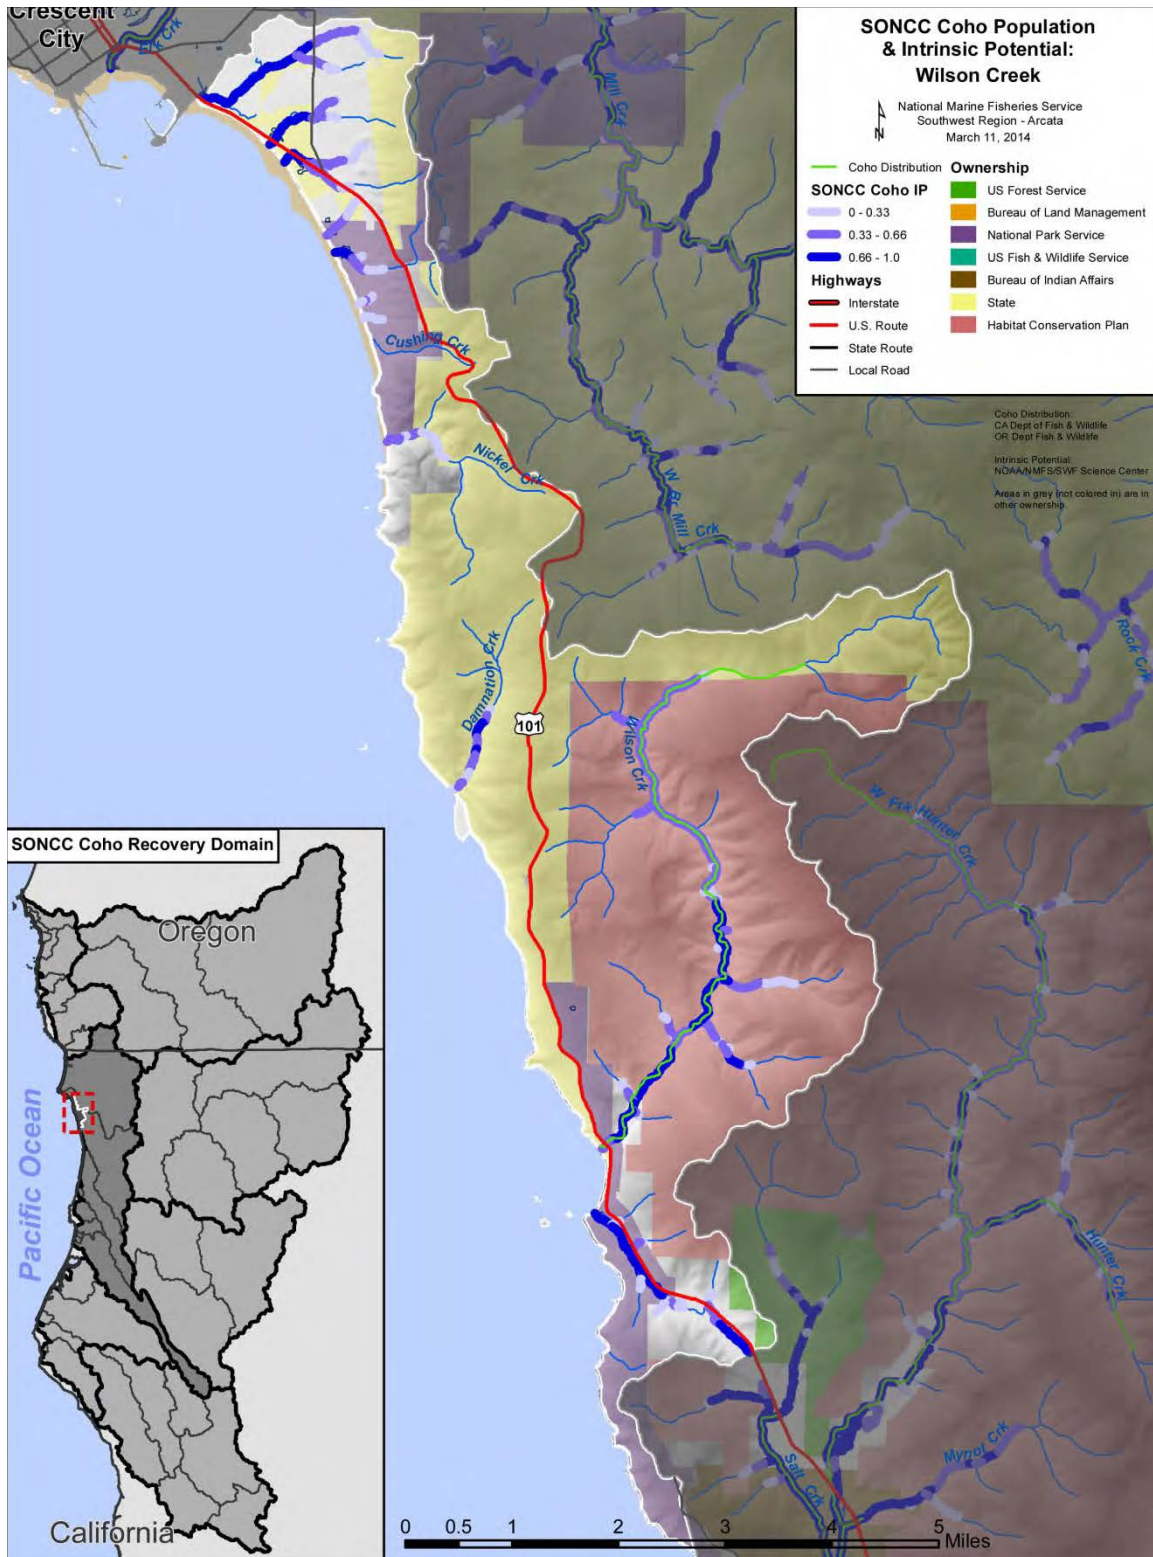 Crescent
City
Elk Crk
SONCC Coho Population
& Intrinsic Potential:
Wilson Creek
N
National Marine Fisheries Service
Southwest Region - Arcata
March 11, 2014
Coho Distribution
SONCC Coho IP
0 - 0.33
0.33 - 0.66
0.66 - 1.0
Highways
Interstate
U.S. Route
State Route
Local Road
Ownership
US Forest Service
Bureau of Land Management
National Park Service
US Fish & Wildlife Service
Bureau of Indian Affairs
State
Habitat Conservation Plan
Coho Distribution:
CA Dept of Fish & Wildlife
OR Dept Fish & Wildlife
Intrinsic Potential:
NOAA/NMFS/SWF Science Center
Areas in grey (not colored in) are in
other ownership.
Mill Crk
Cushing Crk
Nickel Crk
W Br Mill Crk
Rock Crk
Damnation Crk
101
Wilson Crk
W Frk Hunter Crk
Hunter Crk
Mynot Crk
Salt Crk
SONCC Coho Recovery Domain
Oregon
Pacific Ocean
California
0 0.5 1 2 3 4 5
Miles